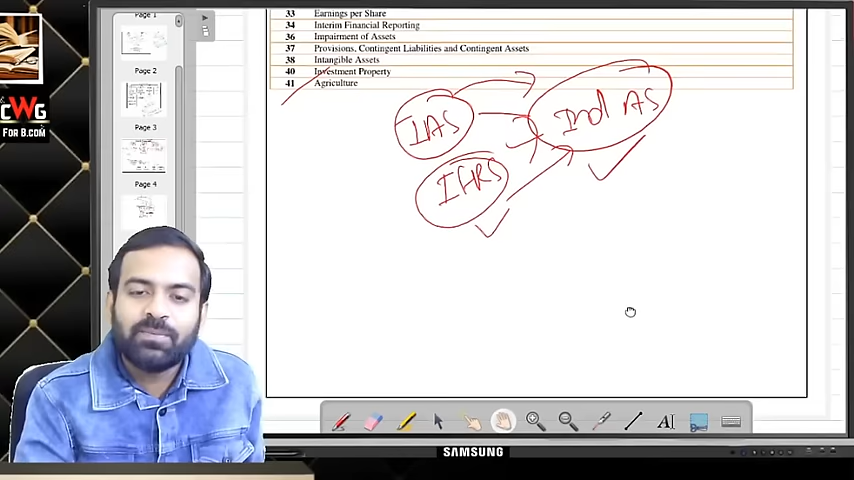 Page 1
Page 2
Page 3
Page 4
CWG
FOR B.COM
33 Earnings per Share
34 Interim Financial Reporting
36 Impairment of Assets
37 Provisions, Contingent Liabilities and Contingent Assets
38 Intangible Assets
40 Investment Property
41 Agriculture
IAS
Ind AS
IFRS
AI
SAMSUNG